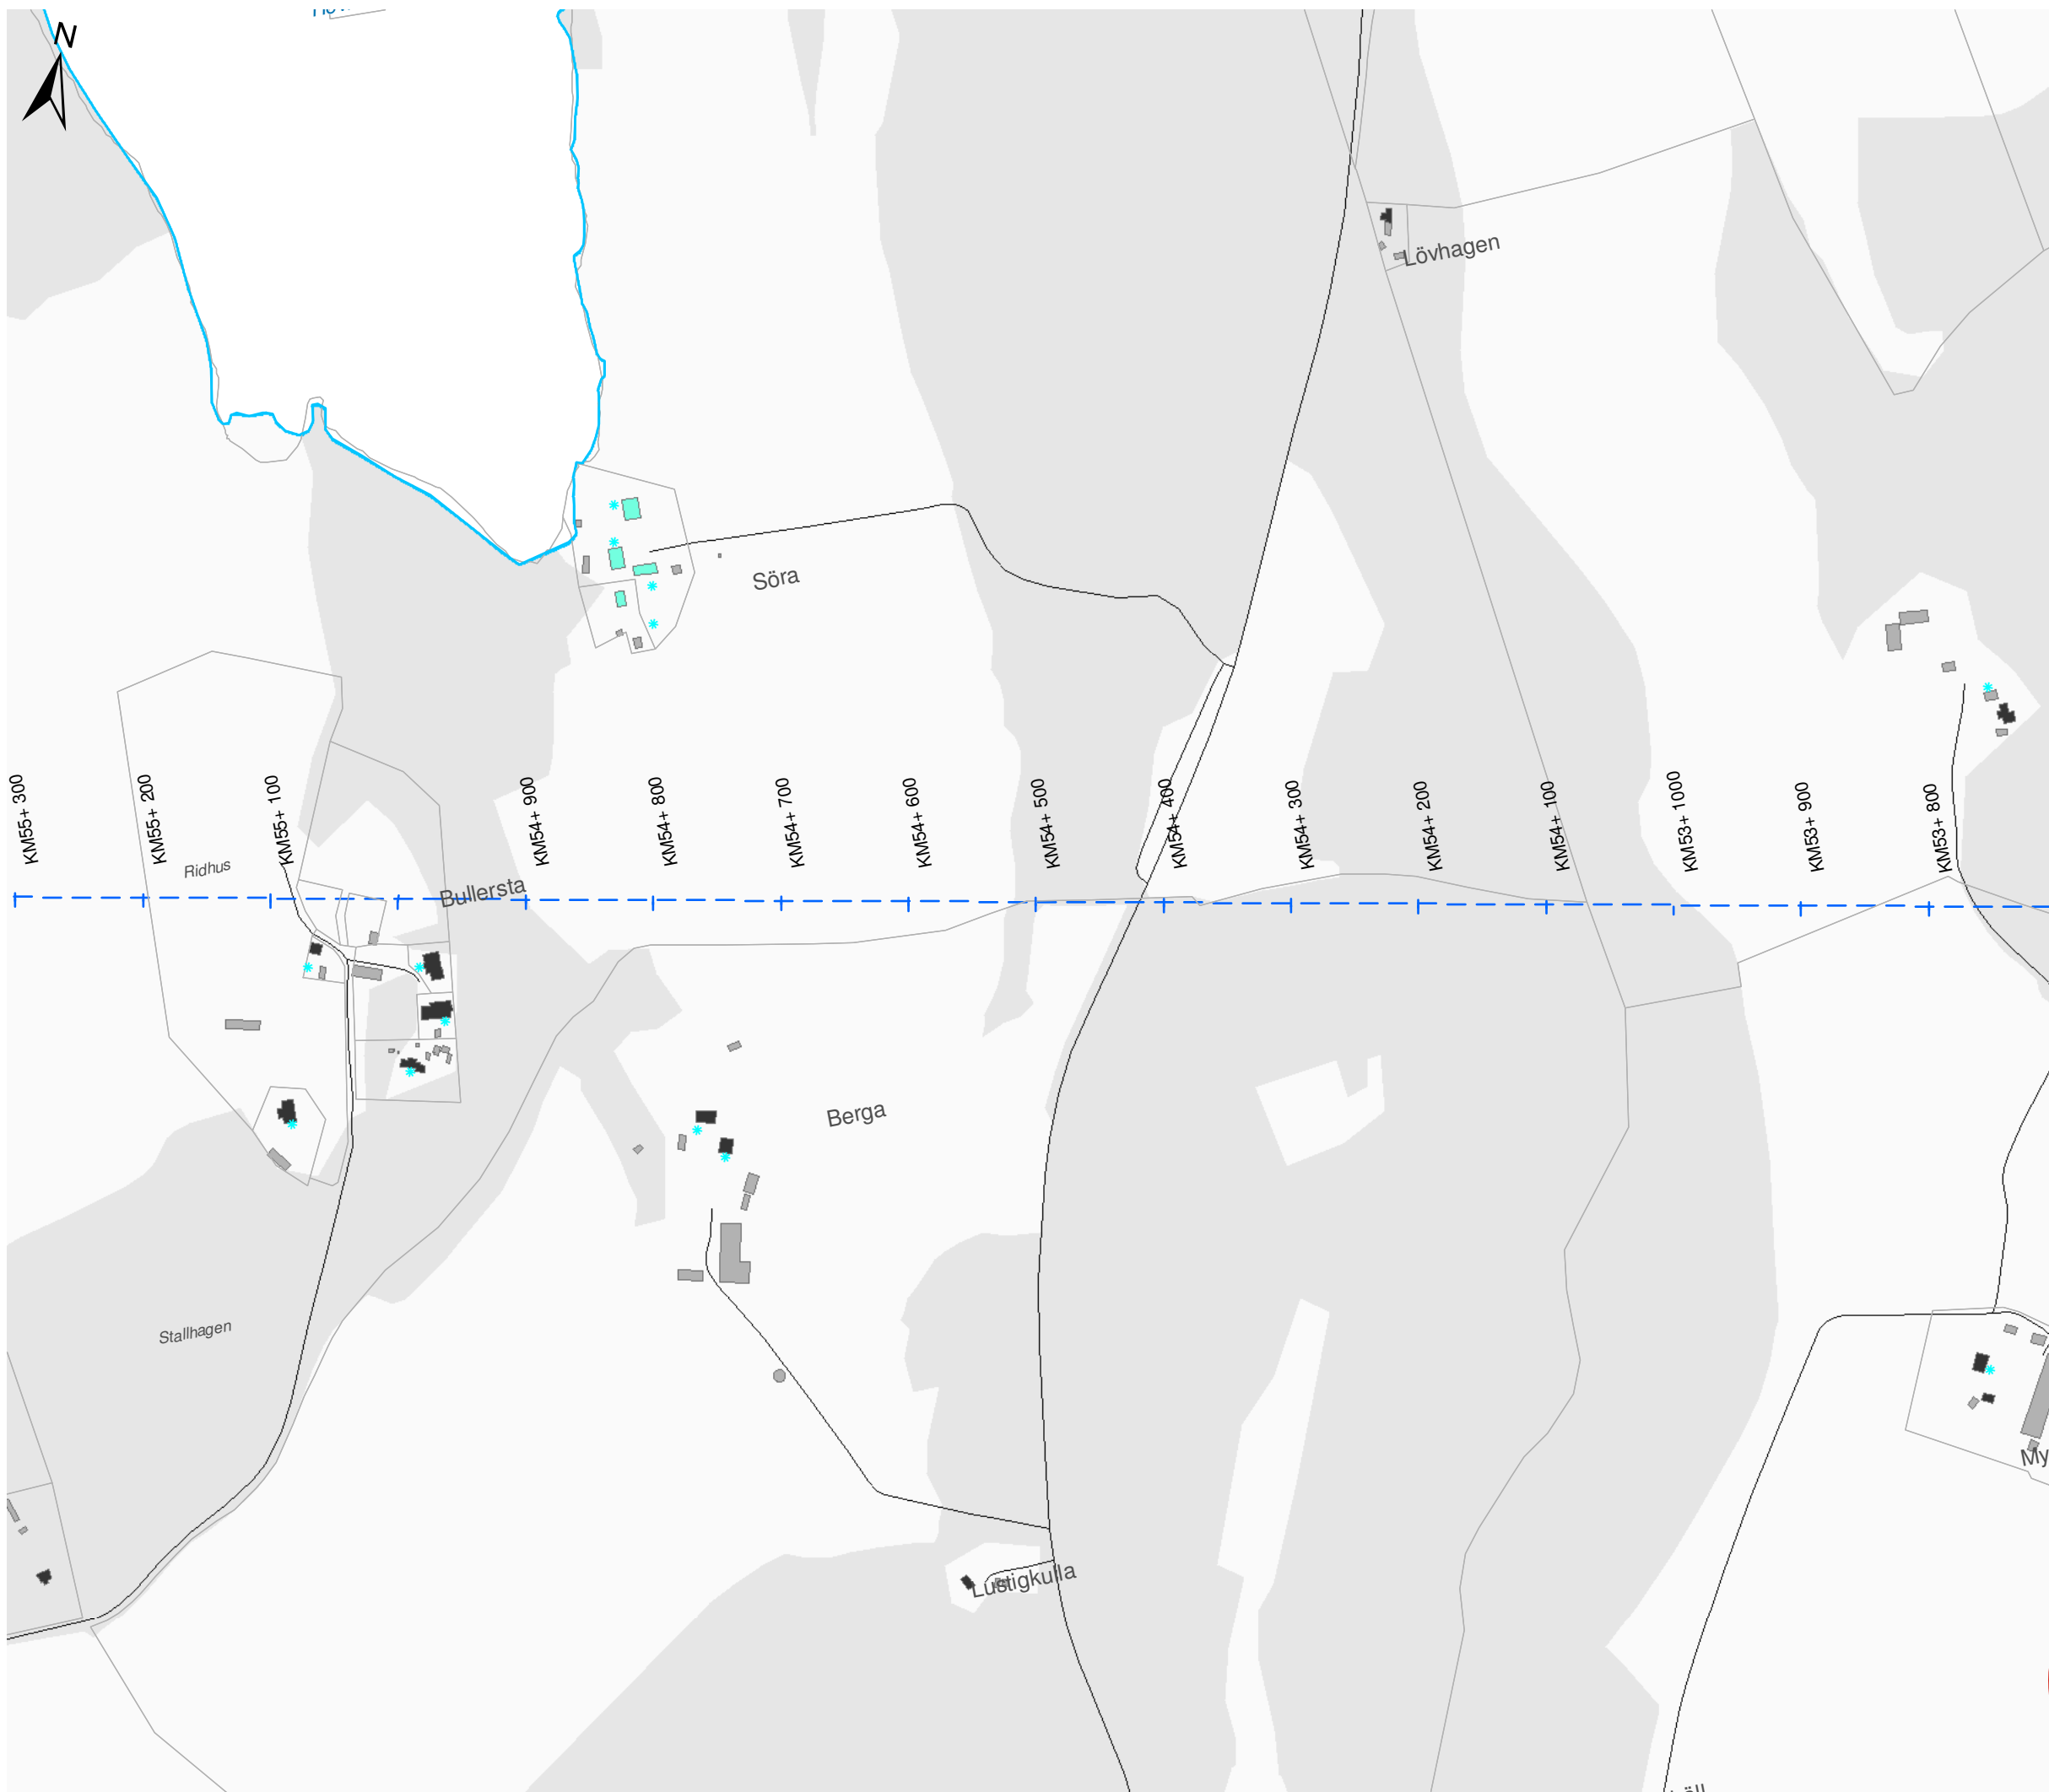 N
Lövhagen
Söra
KM55+ 300
KM55+ 200
KM55+ 100
KM54+ 900
KM54+ 800
KM54+ 700
KM54+ 600
KM54+ 500
KM54+ 400
KM54+ 300
KM54+ 200
KM54+ 100
KM53+ 1000
KM53+ 900
KM53+ 800
Ridhus
Bullersta
Berga
Stallhagen
My
Lustigkulla